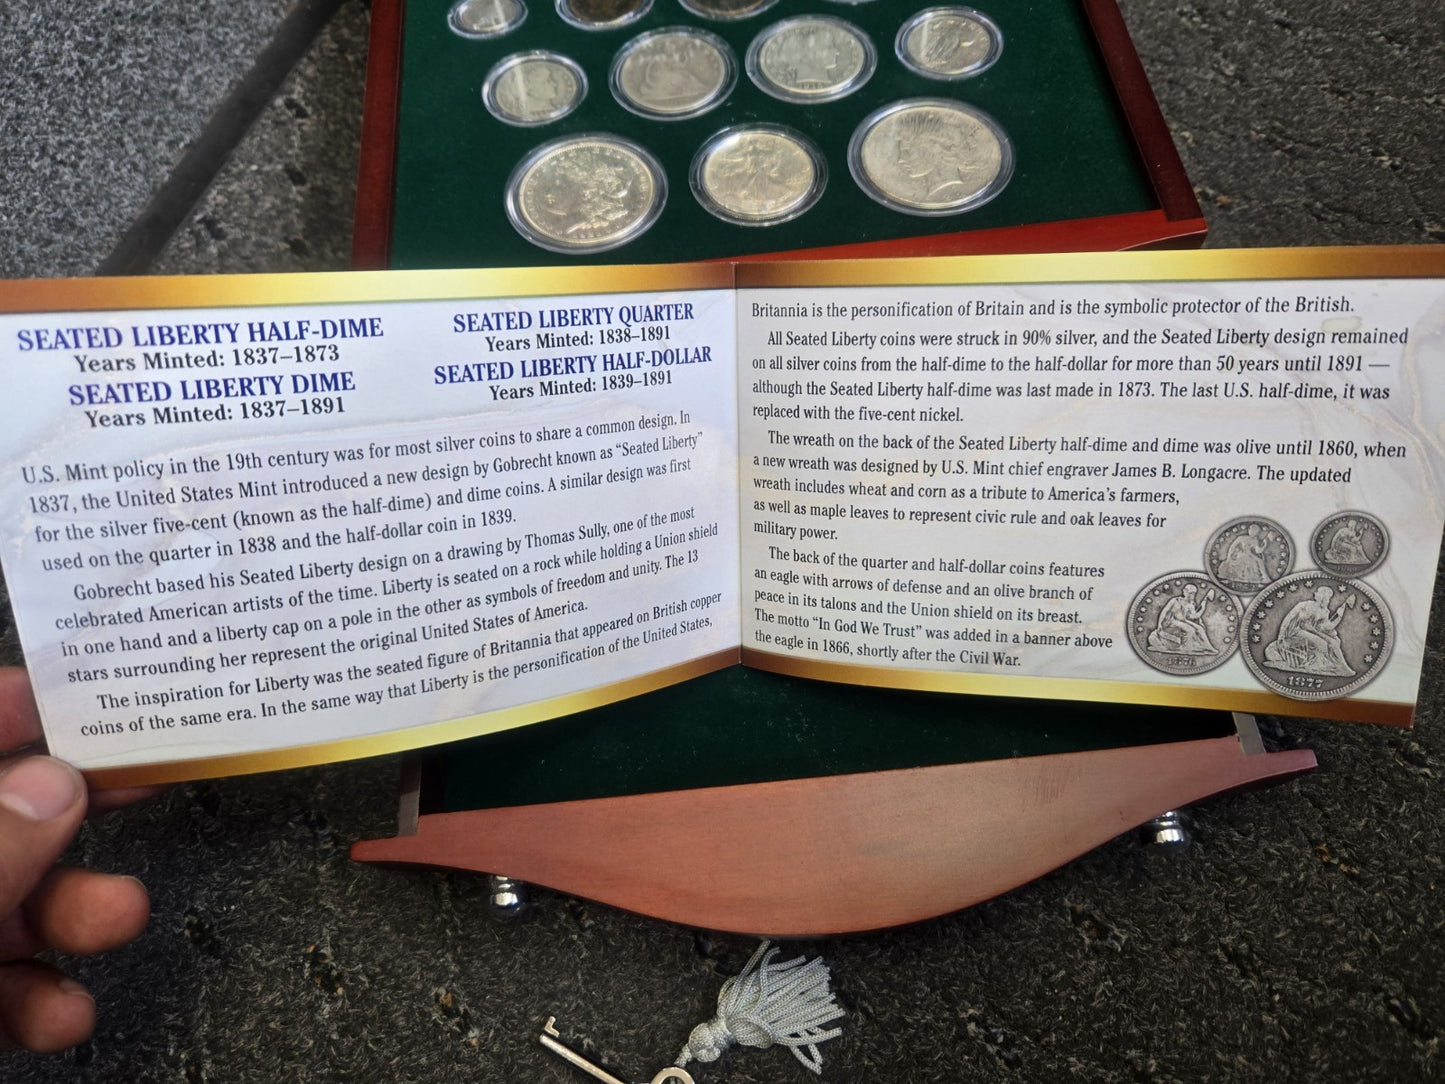 SEATED LIBERTY HALF-DIME
Years Minted: 1837–1873
SEATED LIBERTY DIME
Years Minted: 1837–1891
SEATED LIBERTY QUARTER
Years Minted: 1838–1891
SEATED LIBERTY HALF-DOLLAR
Years Minted: 1839–1891
U.S. Mint policy in the 19th century was for most silver coins to share a common design. In
1837, the United States Mint introduced a new design by Gobrecht known as “Seated Liberty”
for the silver five-cent (known as the half-dime) and dime coins. A similar design was first
used on the quarter in 1838 and the half-dollar coin in 1839.
Gobrecht based his Seated Liberty design on a drawing by Thomas Sully, one of the most
celebrated American artists of the time. Liberty is seated on a rock while holding a Union shield
in one hand and a liberty cap on a pole in the other as symbols of freedom and unity. The 13
stars surrounding her represent the original United States of America.
The inspiration for Liberty was the seated figure of Britannia that appeared on British copper
coins of the same era. In the same way that Liberty is the personification of the United States,
Britannia is the personification of Britain and is the symbolic protector of the British.
All Seated Liberty coins were struck in 90% silver, and the Seated Liberty design remained
on all silver coins from the half-dime to the half-dollar for more than 50 years until 1891 —
although the Seated Liberty half-dime was last made in 1873. The last U.S. half-dime, it was
replaced with the five-cent nickel.
The wreath on the back of the Seated Liberty half-dime and dime was olive until 1860, when
a new wreath was designed by U.S. Mint chief engraver James B. Longacre. The updated
wreath includes wheat and corn as a tribute to America’s farmers,
as well as maple leaves to represent civic rule and oak leaves for
military power.
The back of the quarter and half-dollar coins features
an eagle with arrows of defense and an olive branch of
peace in its talons and the Union shield on its breast.
The motto “In God We Trust” was added in a banner above
the eagle in 1866, shortly after the Civil War.
1876
1877